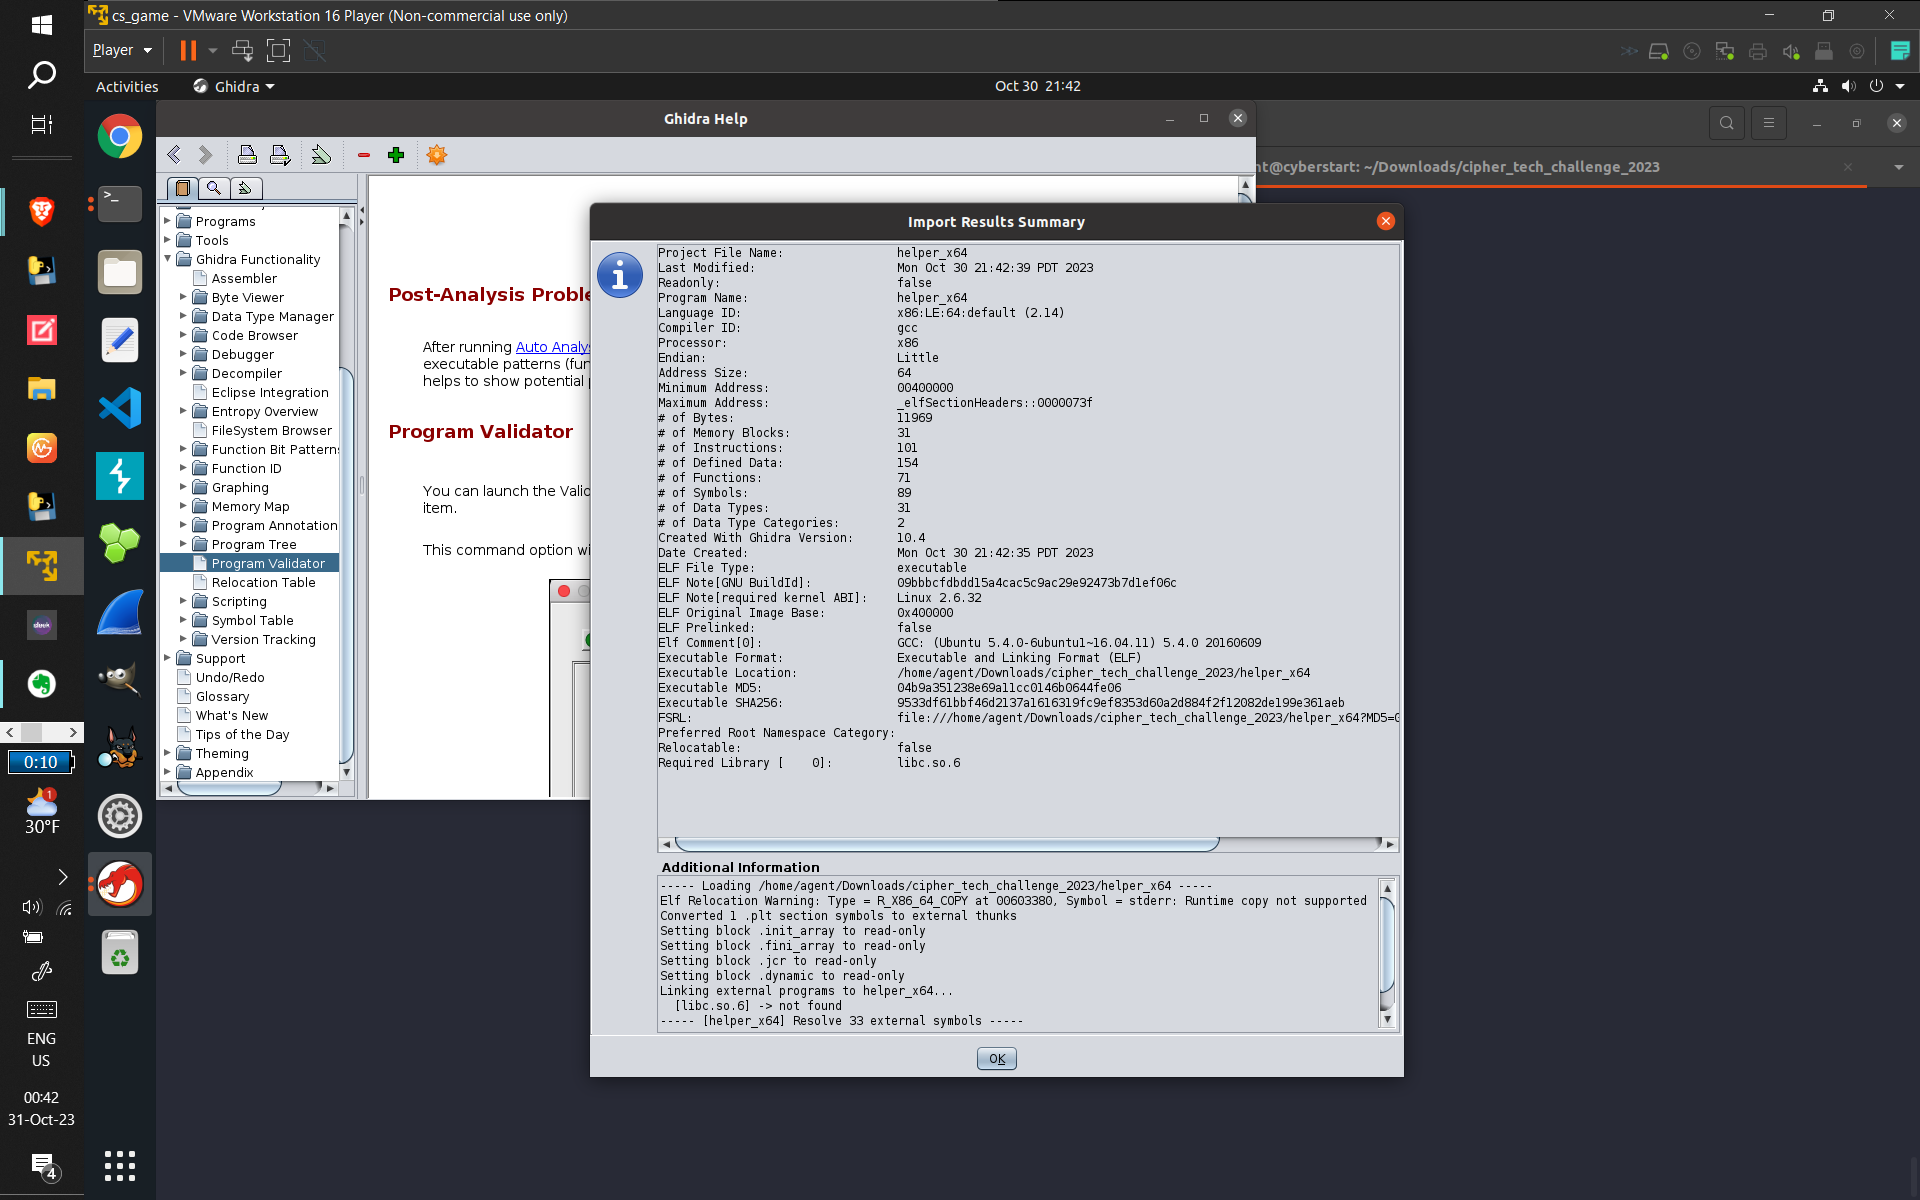 cs_game - VMware Workstation 16 Player (Non-commercial use only)
Player
Activities
Ghidra
Oct 30 21:42
Ghidra Help
nt@cyberstart: ~/Downloads/cipher_tech_challenge_2023
Programs
Tools
Ghidra Functionality
Assembler
Byte Viewer
Data Type Manager
Code Browser
Debugger
Decompiler
Eclipse Integration
Entropy Overview
FileSystem Browser
Function Bit Patterns
Function ID
Graphing
Memory Map
Program Annotation
Program Tree
Program Validator
Relocation Table
Scripting
Symbol Table
Version Tracking
Support
Undo/Redo
Glossary
What's New
Tips of the Day
Theming
Appendix
Post-Analysis Proble
After running Auto Analys
executable patterns (fun
helps to show potential
Program Validator
You can launch the Valid
item.
This command option wi
Import Results Summary
Project File Name: helper_x64
Last Modified: Mon Oct 30 21:42:39 PDT 2023
Readonly: false
Program Name: helper_x64
Language ID: x86:LE:64:default (2.14)
Compiler ID: gcc
Processor: x86
Endian: Little
Address Size: 64
Minimum Address: 00400000
Maximum Address: _elfSectionHeaders::0000073f
# of Bytes: 11969
# of Memory Blocks: 31
# of Instructions: 101
# of Defined Data: 154
# of Functions: 71
# of Symbols: 89
# of Data Types: 31
# of Data Type Categories: 2
Created With Ghidra Version: 10.4
Date Created: Mon Oct 30 21:42:35 PDT 2023
ELF File Type: executable
ELF Note[GNU BuildId]: 09bbbcfdbdd15a4cac5c9ac29e92473b7d1ef06c
ELF Note[required kernel ABI]: Linux 2.6.32
ELF Original Image Base: 0x400000
ELF Prelinked: false
Elf Comment[0]: GCC: (Ubuntu 5.4.0-6ubuntu1~16.04.11) 5.4.0 20160609
Executable Format: Executable and Linking Format (ELF)
Executable Location: /home/agent/Downloads/cipher_tech_challenge_2023/helper_x64
Executable MD5: 04b9a351238e69a11cc0146b0644fe06
Executable SHA256: 9533df61bbf46d2137a1616319fc9ef8353d60a2d884f2f12082de199e361aeb
FSRL: file:///home/agent/Downloads/cipher_tech_challenge_2023/helper_x64?MD5=0
Preferred Root Namespace Category:
Relocatable: false
Required Library [ 0]: libc.so.6
Additional Information
----- Loading /home/agent/Downloads/cipher_tech_challenge_2023/helper_x64 -----
Elf Relocation Warning: Type = R_X86_64_COPY at 00603380, Symbol = stderr: Runtime copy not supported
Converted 1 .plt section symbols to external thunks
Setting block .init_array to read-only
Setting block .fini_array to read-only
Setting block .jcr to read-only
Setting block .dynamic to read-only
Linking external programs to helper_x64...
[libc.so.6] -> not found
----- [helper_x64] Resolve 33 external symbols -----
OK
0:10
1
30°F
ENG
US
00:42
31-Oct-23
4